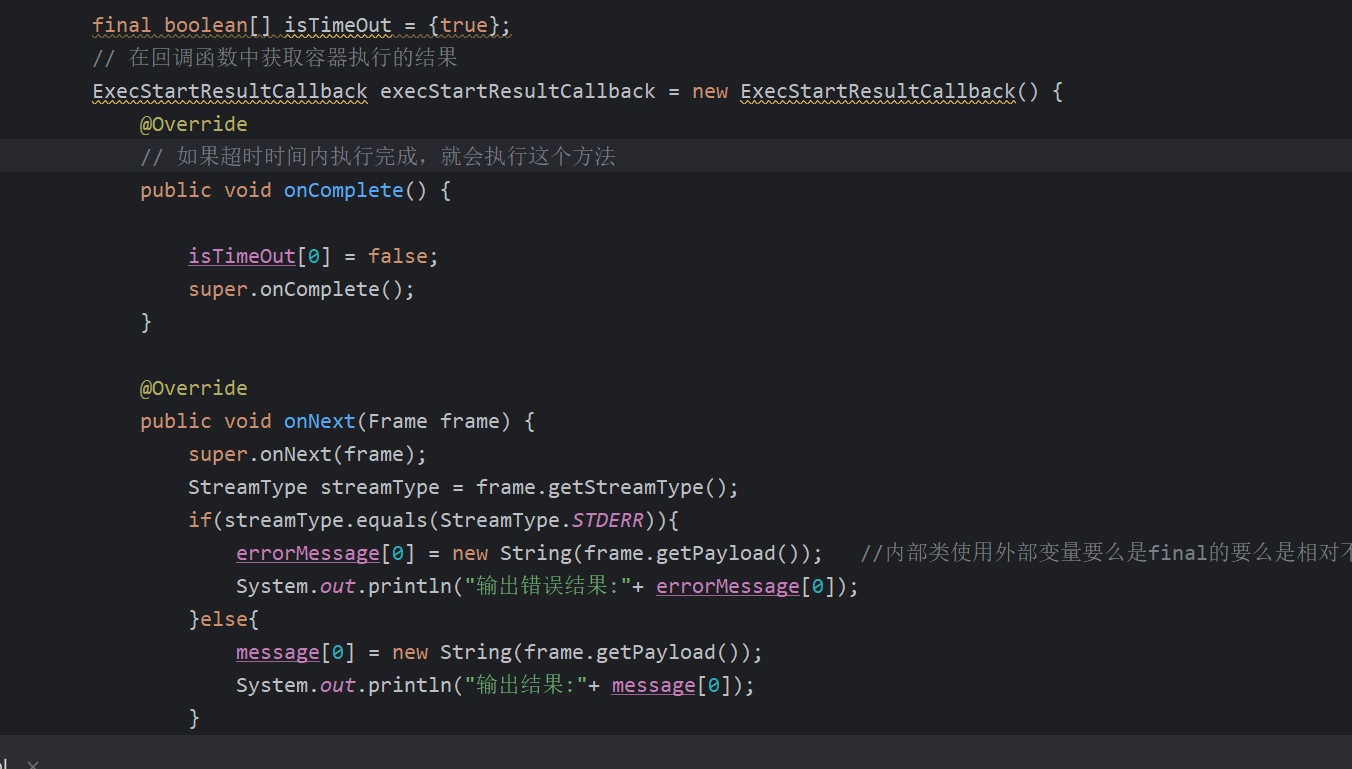 final boolean[] isTimeOut = {true};
// 在回调函数中获取容器执行的结果
ExecStartResultCallback execStartResultCallback = new ExecStartResultCallback() {
@Override
// 如果超时时间内执行完成，就会执行这个方法
public void onComplete() {
isTimeOut[0] = false;
super.onComplete();
}
@Override
public void onNext(Frame frame) {
super.onNext(frame);
StreamType streamType = frame.getStreamType();
if(streamType.equals(StreamType.STDERR)){
errorMessage[0] = new String(frame.getPayload());   //内部类使用外部变量要么是final的要么是相对
System.out.println("输出错误结果:"+ errorMessage[0]);
}else{
message[0] = new String(frame.getPayload());
System.out.println("输出结果:"+ message[0]);
}